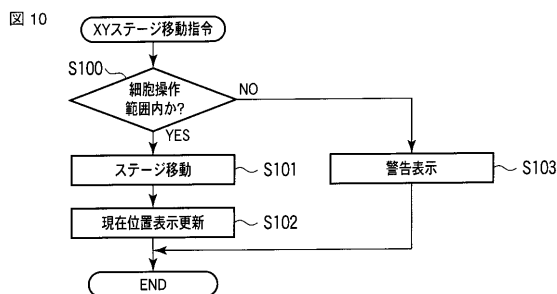 図 10
XYステージ移動指令
S100
細胞操作
範囲内か?
NO
YES
ステージ移動
S101
警告表示
S103
現在位置表示更新
S102
END